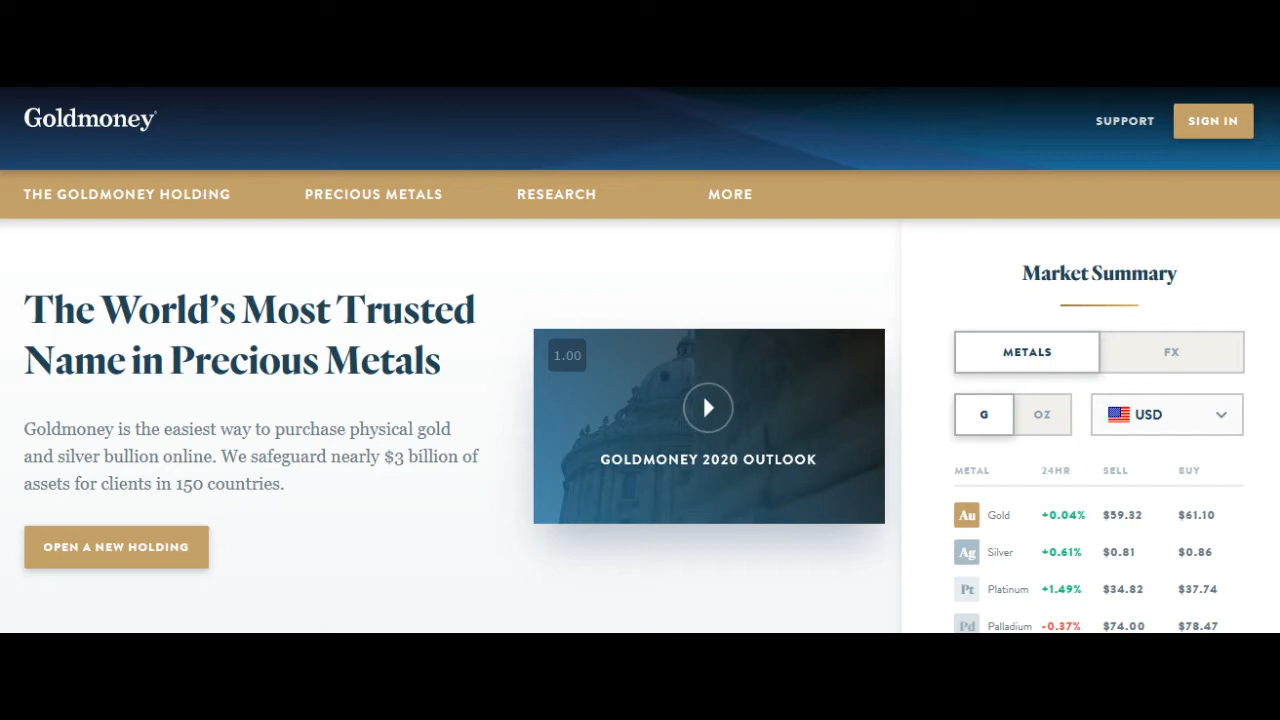 Goldmoney®
SUPPORT
SIGN IN
THE GOLDMONEY HOLDING
PRECIOUS METALS
RESEARCH
MORE
The World's Most Trusted
Name in Precious Metals
Goldmoney is the easiest way to purchase physical gold
and silver bullion online. We safeguard nearly $3 billion of
assets for clients in 150 countries.
OPEN A NEW HOLDING
1.00
GOLDMONEY 2020 OUTLOOK
Market Summary
METALS
FX
G
OZ
USD
METAL 24HR SELL BUY
Au Gold +0.04% $59.32 $61.10
Ag Silver +0.61% $0.81 $0.86
Pt Platinum +1.49% $34.82 $37.74
Pd Palladium -0.37% $74.00 $78.47